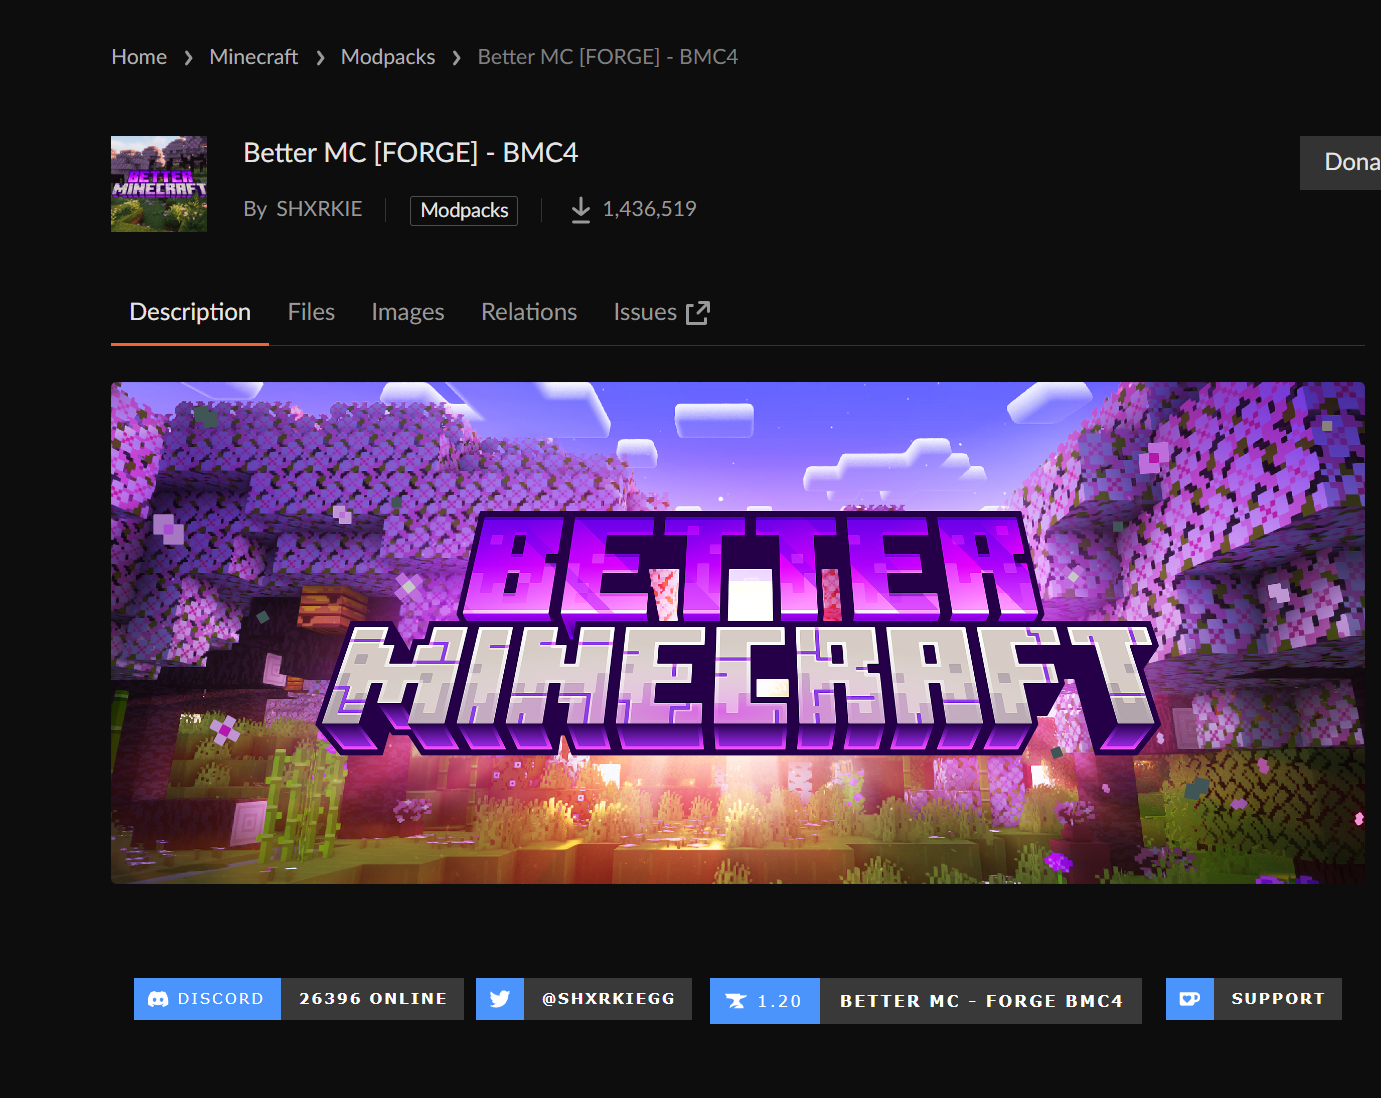 Home > Minecraft > Modpacks > Better MC [FORGE] - BMC4
BETTER
MINECRAFT
Better MC [FORGE] - BMC4
By SHXRKIE Modpacks 1,436,519
Dona
Description Files Images Relations Issues
BETTER
MINECRAFT
DISCORD 26396 ONLINE @SHXRKIEGG 1.20 BETTER MC - FORGE BMC4 SUPPORT